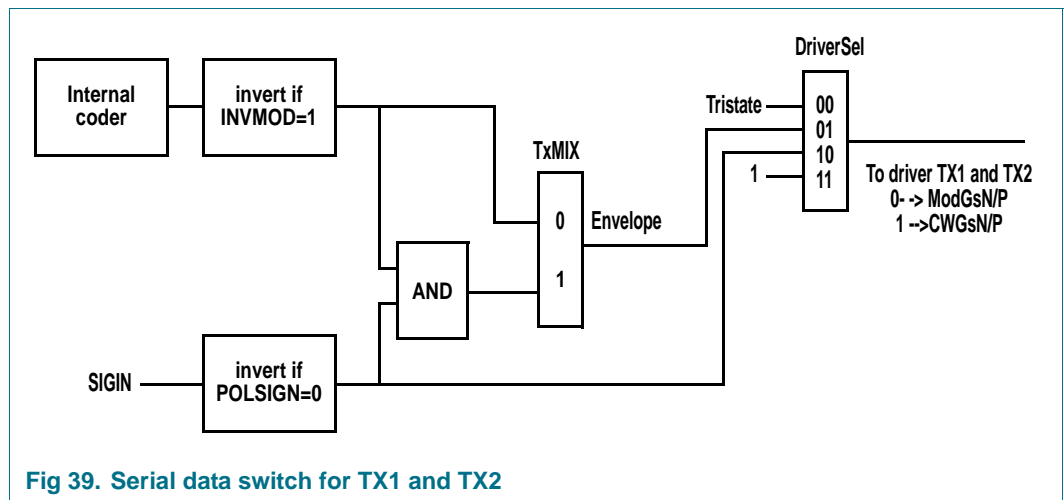 DriverSel
Internal
coder
invert if
INVMOD=1
Tristate
00
01
10
11
1
TxMIX
0
1
Envelope
To driver TX1 and TX2
0- -> ModGsN/P
1 -->CWGsN/P
AND
SIGIN
invert if
POLSIGN=0
Fig 39. Serial data switch for TX1 and TX2